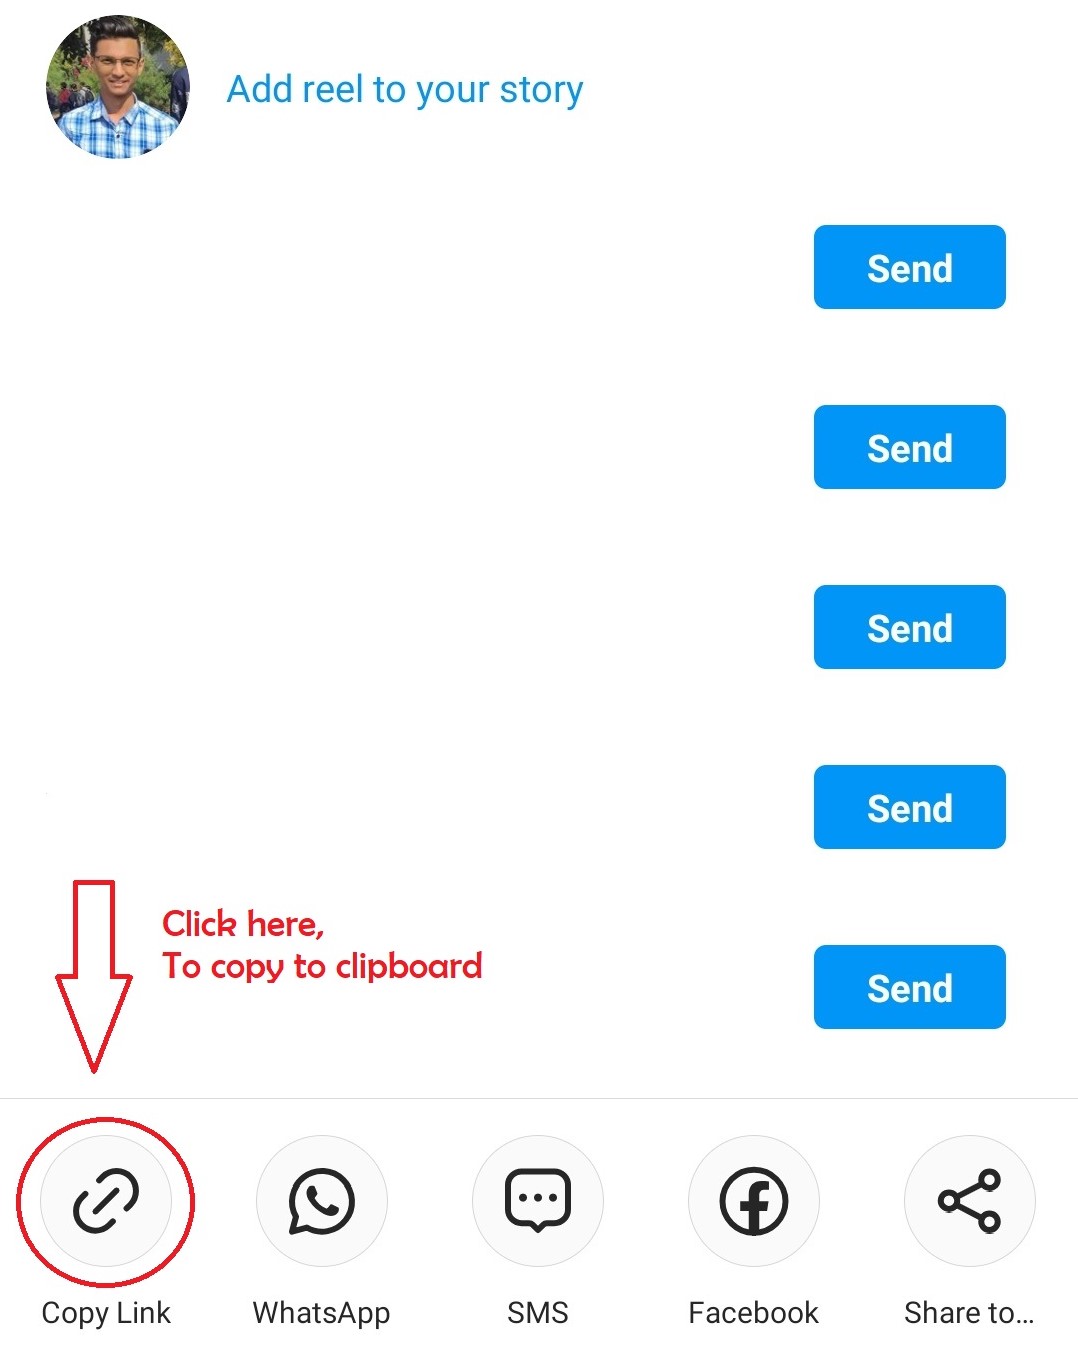 Add reel to your story
Send
Send
Send
Send
Click here,
To copy to clipboard
Send
Copy Link
WhatsApp
SMS
Facebook
Share to...